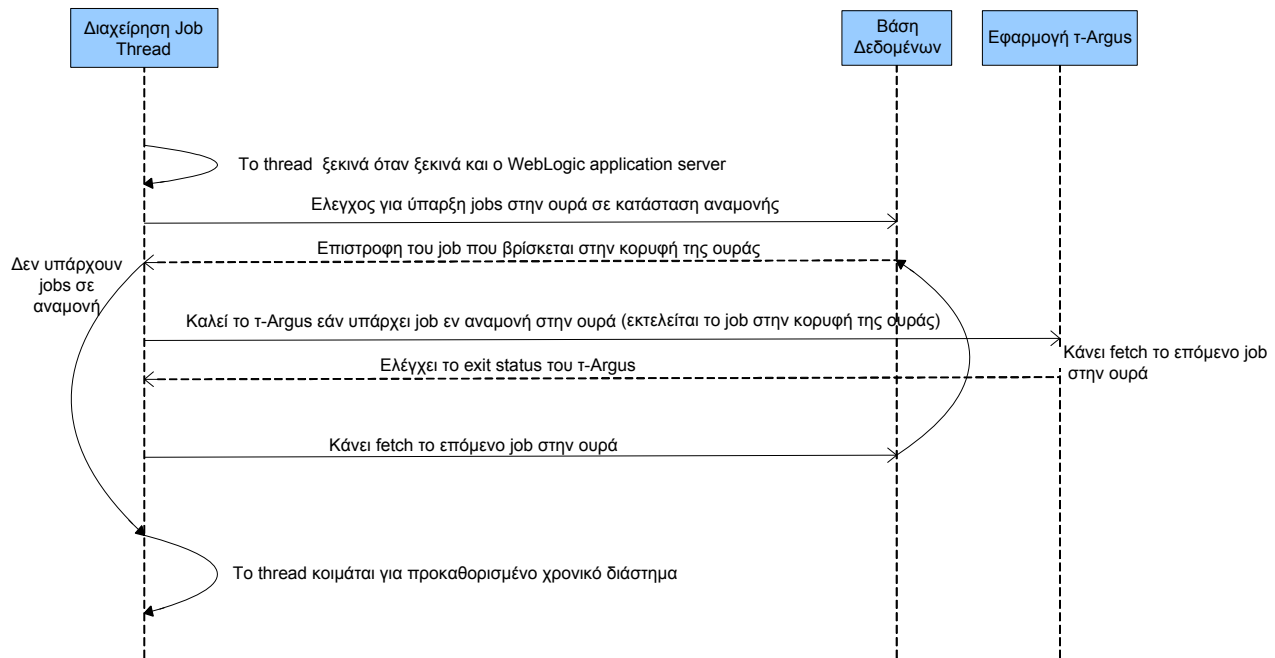 Διαχείρηση Job
Thread
Βάση
Δεδομένων
Εφαρμογή τ-Argus
Το thread ξεκινά όταν ξεκινά και ο WebLogic application server
Ελεγχος για ύπαρξη jobs στην ουρά σε κατάσταση αναμονής
Επιστροφη του job που βρίσκεται στην κορυφή της ουράς
Δεν υπάρχουν
jobs σε
αναμονή
Καλεί το τ-Argus εάν υπάρχει job εν αναμονή στην ουρά (εκτελείται το job στην κορυφή της ουράς)
Κάνει fetch το επόμενο job
στην ουρά
Ελέγχει το exit status του τ-Argus
Κάνει fetch το επόμενο job στην ουρά
Το thread κοιμάται για προκαθορισμένο χρονικό διάστημα